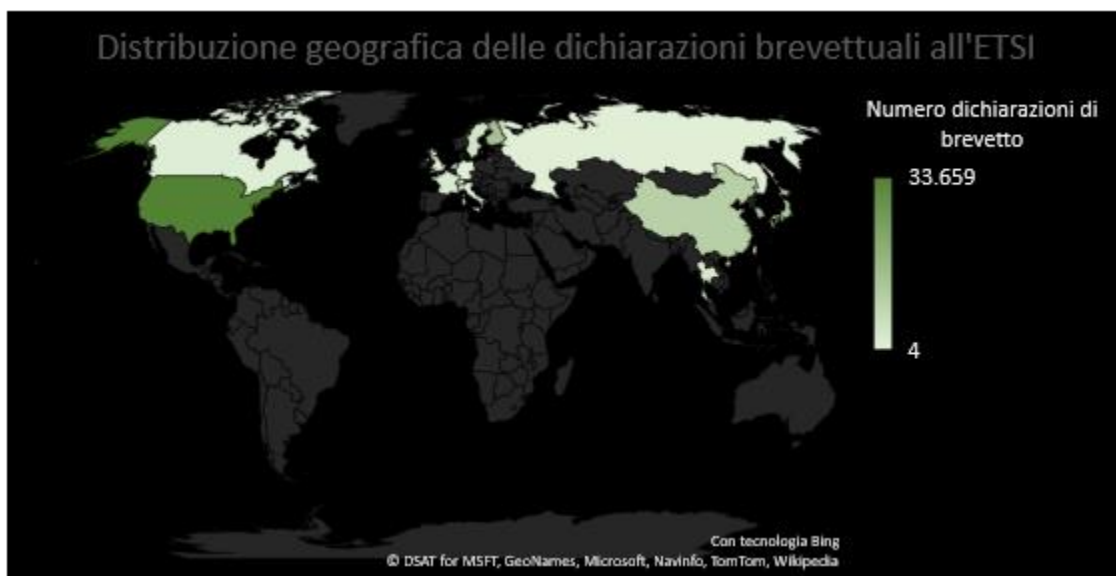 Distribuzione geografica delle dichiarazioni brevettuali all'ETSI
Numero dichiarazioni di
brevetto
33.659
4
Con tecnologia Bing
© DSAT for MSFT, GeoNames, Microsoft, Navinfo, TomTom, Wikipedia